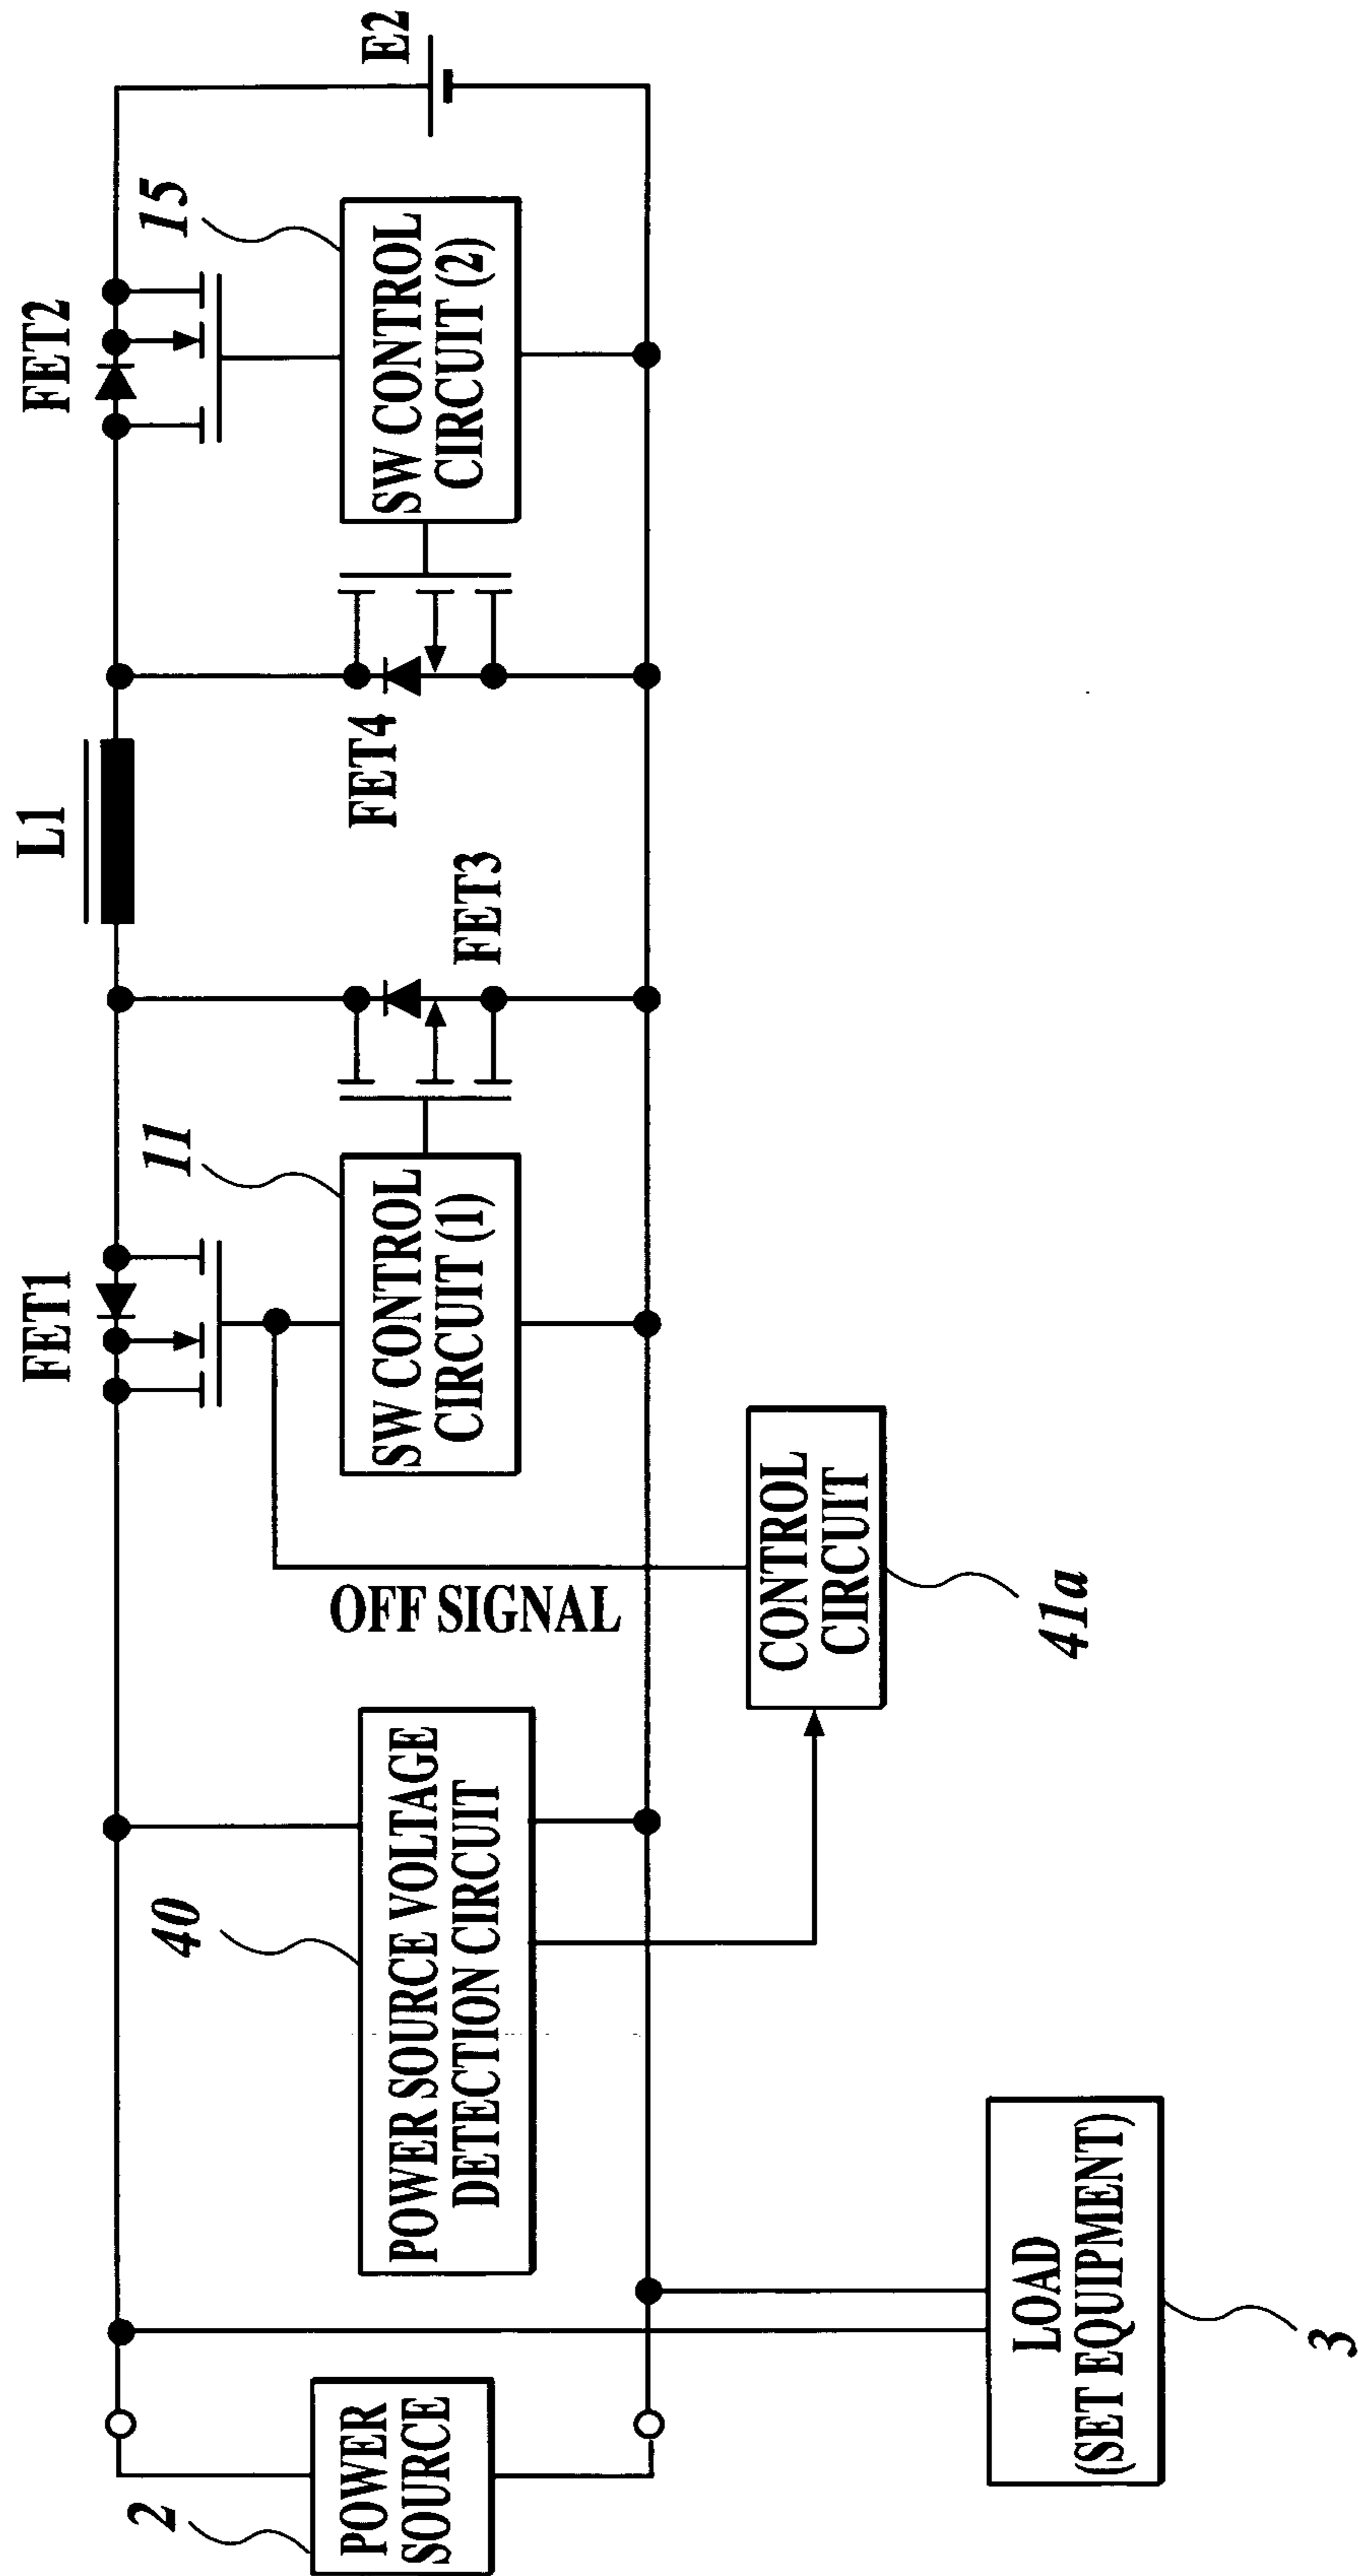 FET1
L1
FET2
E2
2
POWER
SOURCE
40
POWER SOURCE VOLTAGE
DETECTION CIRCUIT
11
SW CONTROL
CIRCUIT (1)
FET3
FET4
15
SW CONTROL
CIRCUIT (2)
OFF SIGNAL
CONTROL
CIRCUIT
41a
LOAD
(SET EQUIPMENT)
3